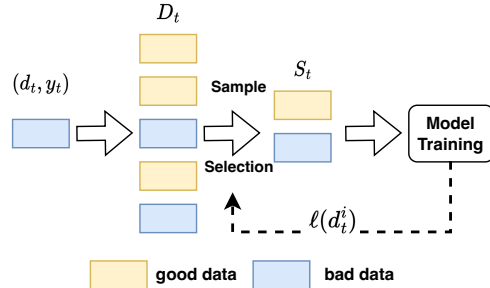 D_t
(d_t, y_t)
Sample
S_t
Model
Training
Selection
ℓ(d_t^i)
good data
bad data